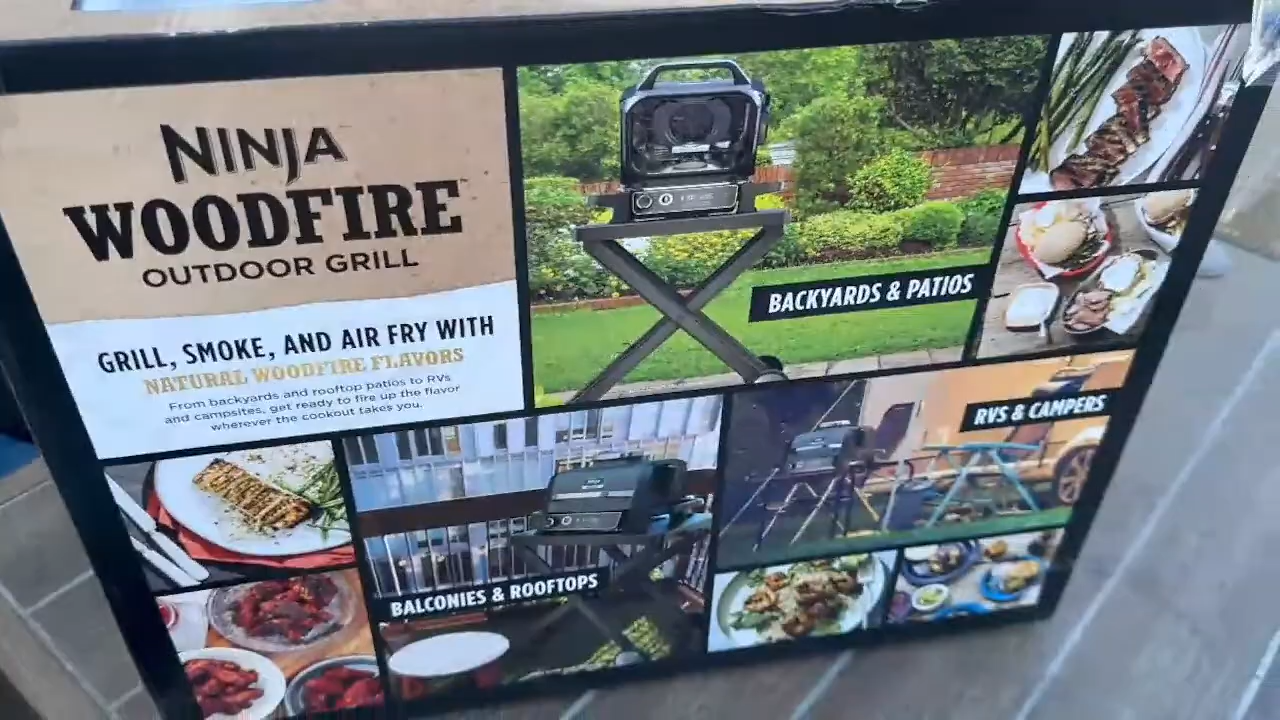 NINJA
WOODFIRE
OUTDOOR GRILL
GRILL, SMOKE, AND AIR FRY WITH
NATURAL WOODFIRE FLAVORS
From backyards and rooftop patios to RVs
and campsites, get ready to fire up the flavor
wherever the cookout takes you.
BACKYARDS & PATIOS
RVS & CAMPERS
BALCONIES & ROOFTOPS